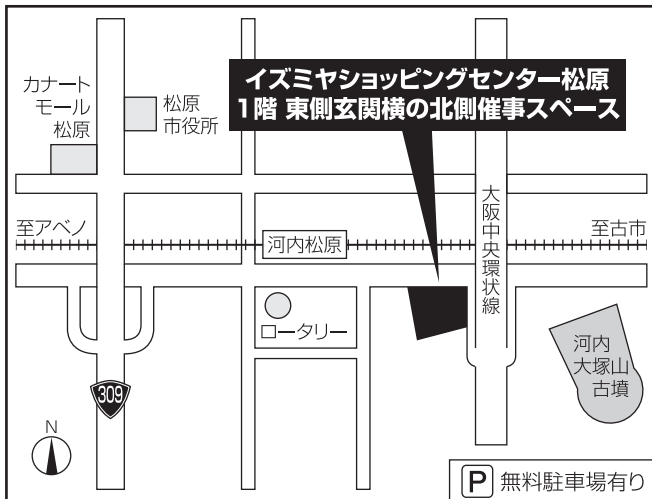 イズミヤショッピングセンター松原
1階 東側玄関横の北側催事スペース
カナート
モール
松原
松原
市役所
至アベノ
河内松原
大阪中央環状線
至古市
ロータリー
河内
大塚山
古墳
309
N
P 無料駐車場有り